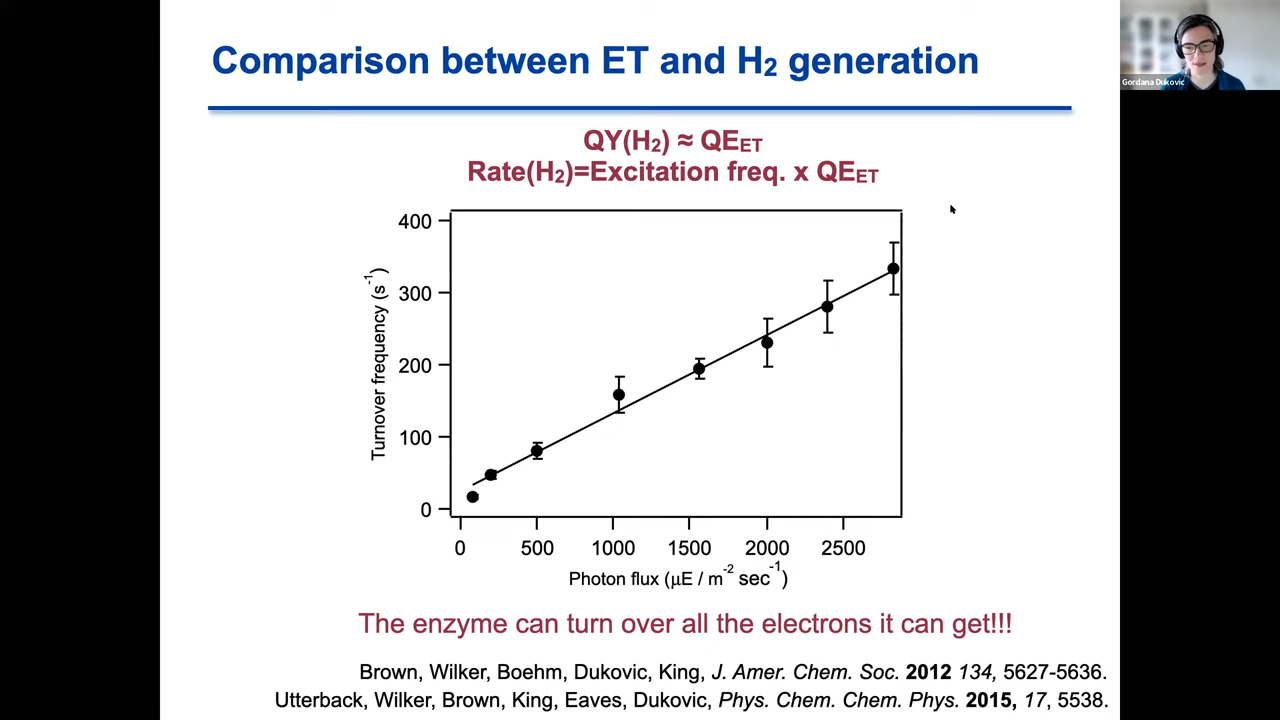 Comparison between ET and H2 generation
Gordana Dukovic
QY(H2) ≈ QEET
Rate(H2)=Excitation freq. x QEET
400
300
200
100
0
Turnover frequency (s-1)
0 500 1000 1500 2000 2500
Photon flux (μE / m-2 sec-1)
The enzyme can turn over all the electrons it can get!!!
Brown, Wilker, Boehm, Dukovic, King, J. Amer. Chem. Soc. 2012 134, 5627-5636.
Utterback, Wilker, Brown, King, Eaves, Dukovic, Phys. Chem. Chem. Phys. 2015, 17, 5538.